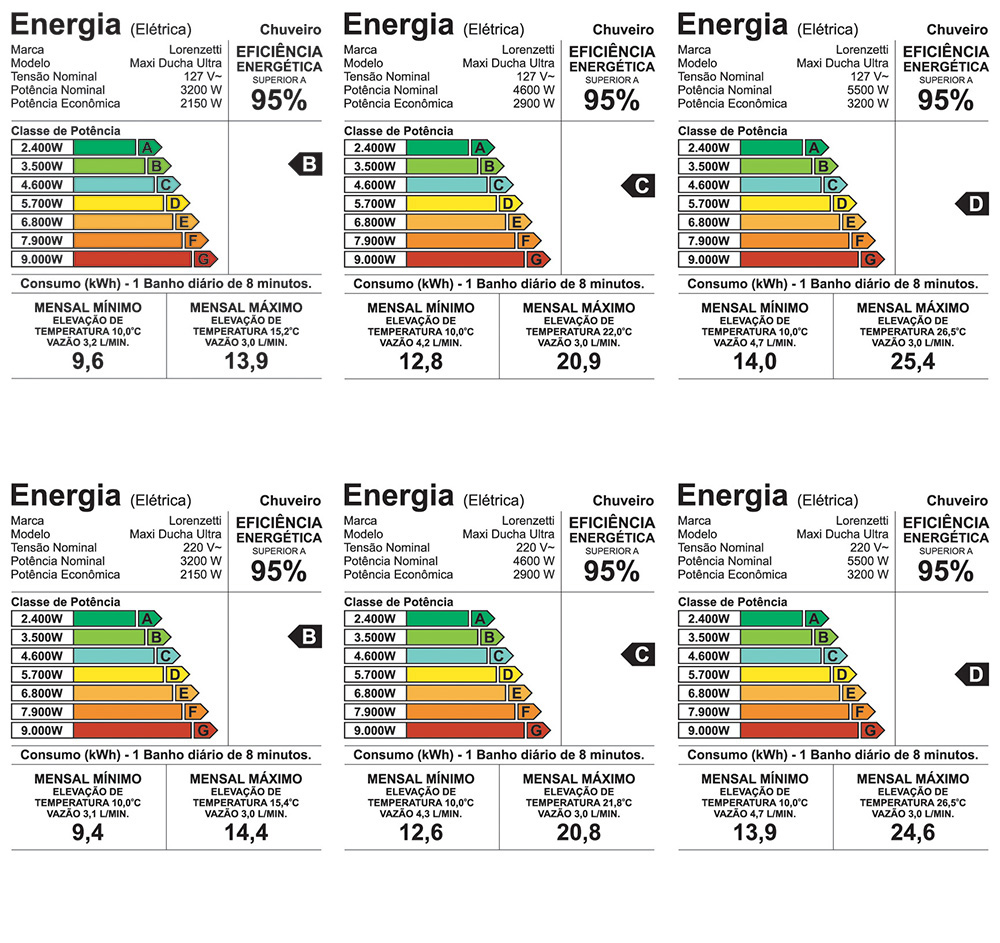 Energia (Elétrica) Chuveiro
Marca Lorenzetti
Modelo Maxi Ducha Ultra
Tensão Nominal 127 V~
Potência Nominal 3200 W
Potência Econômica 2150 W
EFICIÊNCIA
ENERGÉTICA
SUPERIOR A
95%
Classe de Potência
2.400W A
3.500W B
4.600W C
5.700W D
6.800W E
7.900W F
9.000W G
B
Consumo (kWh) - 1 Banho diário de 8 minutos.
MENSAL MÍNIMO
ELEVAÇÃO DE
TEMPERATURA 10,0°C
VAZÃO 3,2 L/MIN.
9,6
MENSAL MÁXIMO
ELEVAÇÃO DE
TEMPERATURA 15,2°C
VAZÃO 3,0 L/MIN.
13,9
Energia (Elétrica) Chuveiro
Marca Lorenzetti
Modelo Maxi Ducha Ultra
Tensão Nominal 127 V~
Potência Nominal 4600 W
Potência Econômica 2900 W
EFICIÊNCIA
ENERGÉTICA
SUPERIOR A
95%
Classe de Potência
2.400W A
3.500W B
4.600W C
5.700W D
6.800W E
7.900W F
9.000W G
C
Consumo (kWh) - 1 Banho diário de 8 minutos.
MENSAL MÍNIMO
ELEVAÇÃO DE
TEMPERATURA 10,0°C
VAZÃO 4,2 L/MIN.
12,8
MENSAL MÁXIMO
ELEVAÇÃO DE
TEMPERATURA 22,0°C
VAZÃO 3,0 L/MIN.
20,9
Energia (Elétrica) Chuveiro
Marca Lorenzetti
Modelo Maxi Ducha Ultra
Tensão Nominal 127 V~
Potência Nominal 5500 W
Potência Econômica 3200 W
EFICIÊNCIA
ENERGÉTICA
SUPERIOR A
95%
Classe de Potência
2.400W A
3.500W B
4.600W C
5.700W D
6.800W E
7.900W F
9.000W G
D
Consumo (kWh) - 1 Banho diário de 8 minutos.
MENSAL MÍNIMO
ELEVAÇÃO DE
TEMPERATURA 10,0°C
VAZÃO 4,7 L/MIN.
14,0
MENSAL MÁXIMO
ELEVAÇÃO DE
TEMPERATURA 26,5°C
VAZÃO 3,0 L/MIN.
25,4
Energia (Elétrica) Chuveiro
Marca Lorenzetti
Modelo Maxi Ducha Ultra
Tensão Nominal 220 V~
Potência Nominal 3200 W
Potência Econômica 2150 W
EFICIÊNCIA
ENERGÉTICA
SUPERIOR A
95%
Classe de Potência
2.400W A
3.500W B
4.600W C
5.700W D
6.800W E
7.900W F
9.000W G
B
Consumo (kWh) - 1 Banho diário de 8 minutos.
MENSAL MÍNIMO
ELEVAÇÃO DE
TEMPERATURA 10,0°C
VAZÃO 3,1 L/MIN.
9,4
MENSAL MÁXIMO
ELEVAÇÃO DE
TEMPERATURA 15,4°C
VAZÃO 3,0 L/MIN.
14,4
Energia (Elétrica) Chuveiro
Marca Lorenzetti
Modelo Maxi Ducha Ultra
Tensão Nominal 220 V~
Potência Nominal 4600 W
Potência Econômica 2900 W
EFICIÊNCIA
ENERGÉTICA
SUPERIOR A
95%
Classe de Potência
2.400W A
3.500W B
4.600W C
5.700W D
6.800W E
7.900W F
9.000W G
C
Consumo (kWh) - 1 Banho diário de 8 minutos.
MENSAL MÍNIMO
ELEVAÇÃO DE
TEMPERATURA 10,0°C
VAZÃO 4,3 L/MIN.
12,6
MENSAL MÁXIMO
ELEVAÇÃO DE
TEMPERATURA 21,8°C
VAZÃO 3,0 L/MIN.
20,8
Energia (Elétrica) Chuveiro
Marca Lorenzetti
Modelo Maxi Ducha Ultra
Tensão Nominal 220 V~
Potência Nominal 5500 W
Potência Econômica 3200 W
EFICIÊNCIA
ENERGÉTICA
SUPERIOR A
95%
Classe de Potência
2.400W A
3.500W B
4.600W C
5.700W D
6.800W E
7.900W F
9.000W G
D
Consumo (kWh) - 1 Banho diário de 8 minutos.
MENSAL MÍNIMO
ELEVAÇÃO DE
TEMPERATURA 10,0°C
VAZÃO 4,7 L/MIN.
13,9
MENSAL MÁXIMO
ELEVAÇÃO DE
TEMPERATURA 26,5°C
VAZÃO 3,0 L/MIN.
24,6